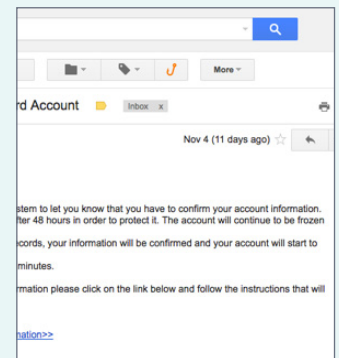 More
rd Account Inbox x
Nov 4 (11 days ago)
stem to let you know that you have to confirm your account information.
fter 48 hours in order to protect it. The account will continue to be frozen
cords, your information will be confirmed and your account will start to
minutes.
rmation please click on the link below and follow the instructions that will
nation>>